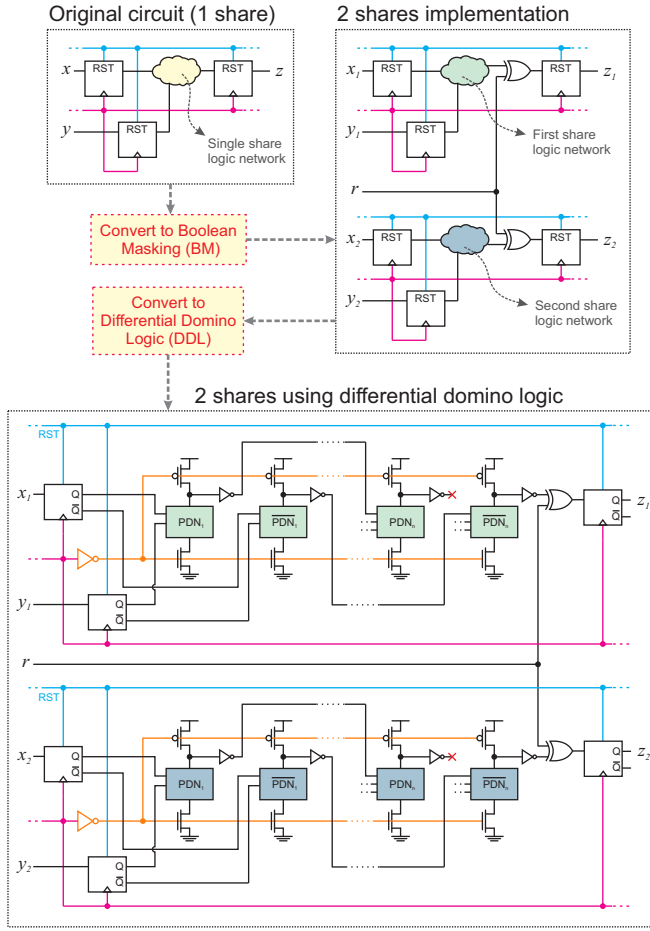 Original circuit (1 share)
x
RST
RST
z
y
RST
Single share
logic network
2 shares implementation
x1
RST
RST
z1
y1
RST
First share
logic network
r
x2
RST
RST
z2
y2
RST
Second share
logic network
Convert to Boolean
Masking (BM)
Convert to
Differential Domino
Logic (DDL)
2 shares using differential domino logic
RST
x1
Q
Q̅
PDN1
P̅D̅N̅1
PDNn
P̅D̅N̅n
Q
Q̅
z1
y1
Q
Q̅
r
RST
x2
Q
Q̅
PDN1
P̅D̅N̅1
PDNn
P̅D̅N̅n
Q
Q̅
z2
y2
Q
Q̅